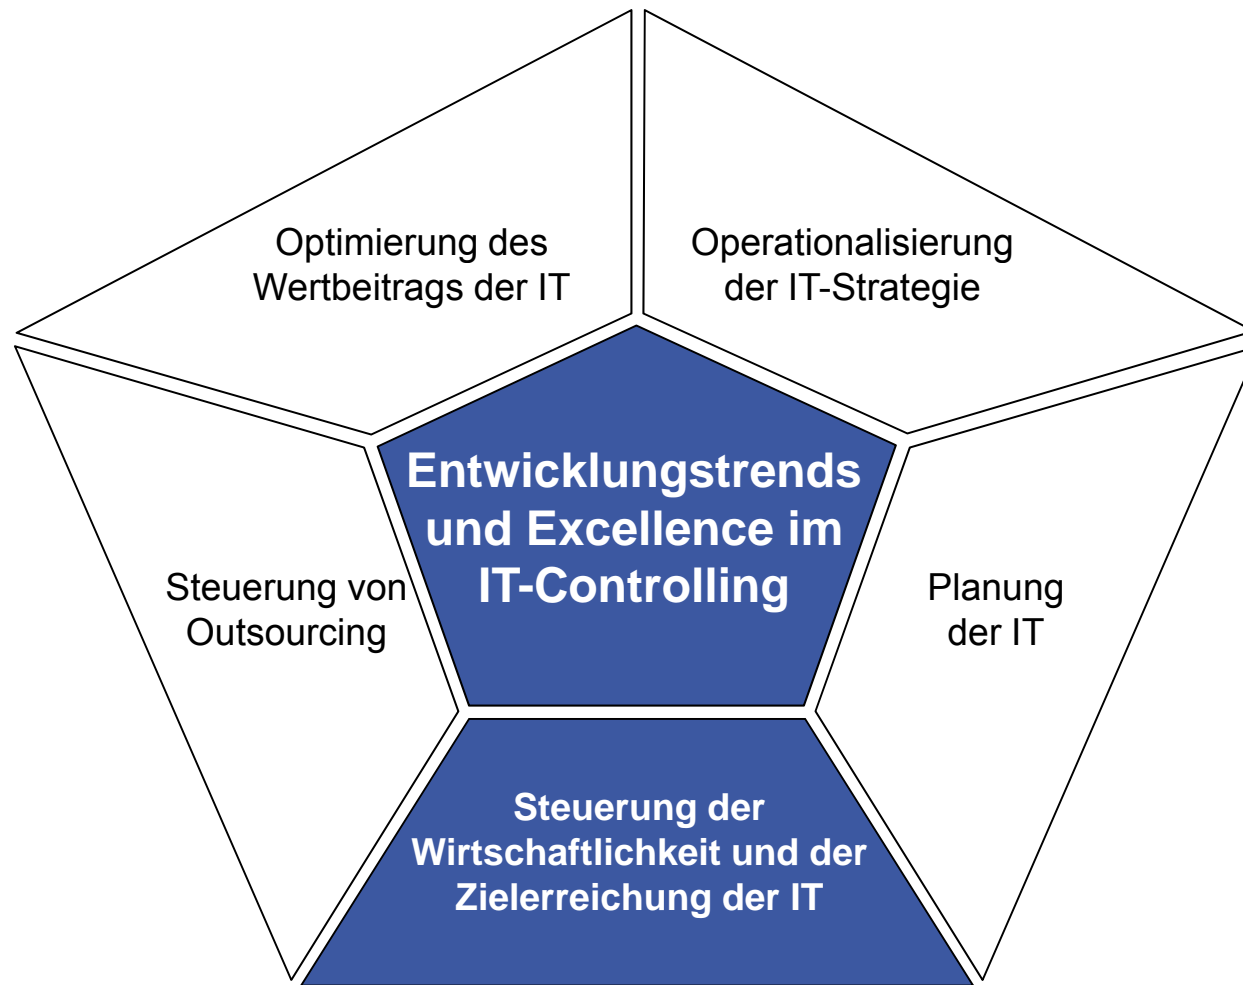 Optimierung des
Wertbeitrags der IT
Operationalisierung
der IT-Strategie
Entwicklungstrends
und Excellence im
IT-Controlling
Steuerung von
Outsourcing
Planung
der IT
Steuerung der
Wirtschaftlichkeit und der
Zielerreichung der IT